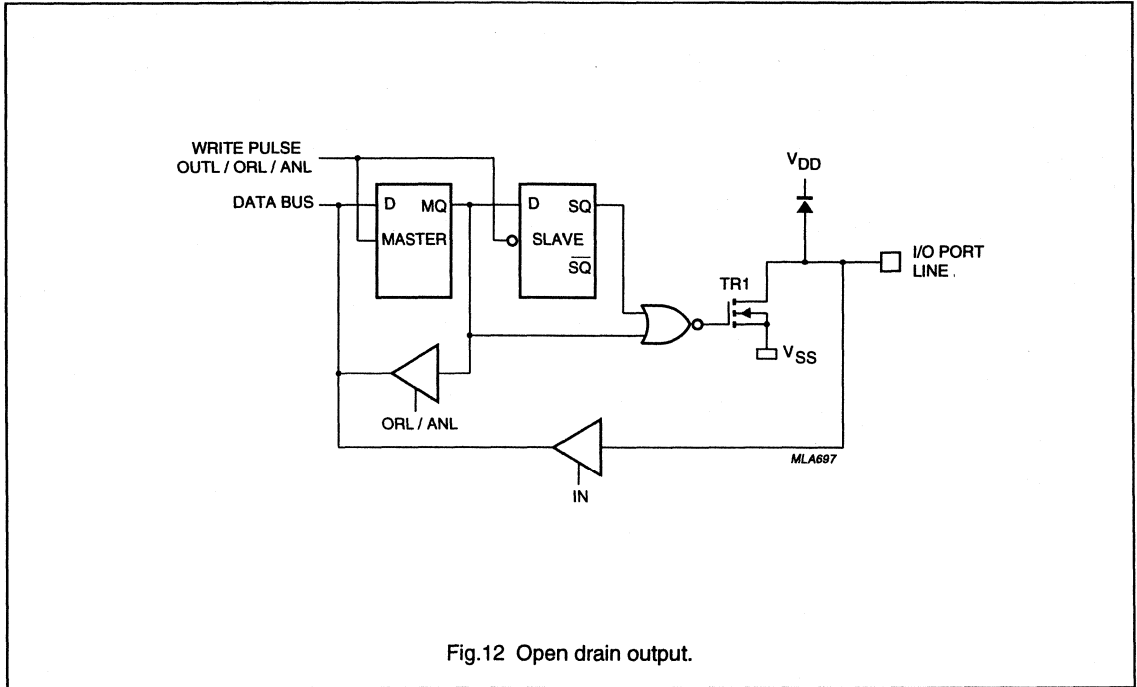 WRITE PULSE
OUTL / ORL / ANL
DATA BUS
D MQ
MASTER
D SQ
SLAVE
SQ
VDD
I/O PORT
LINE .
TR1
VSS
ORL / ANL
MLA697
IN
Fig.12 Open drain output.